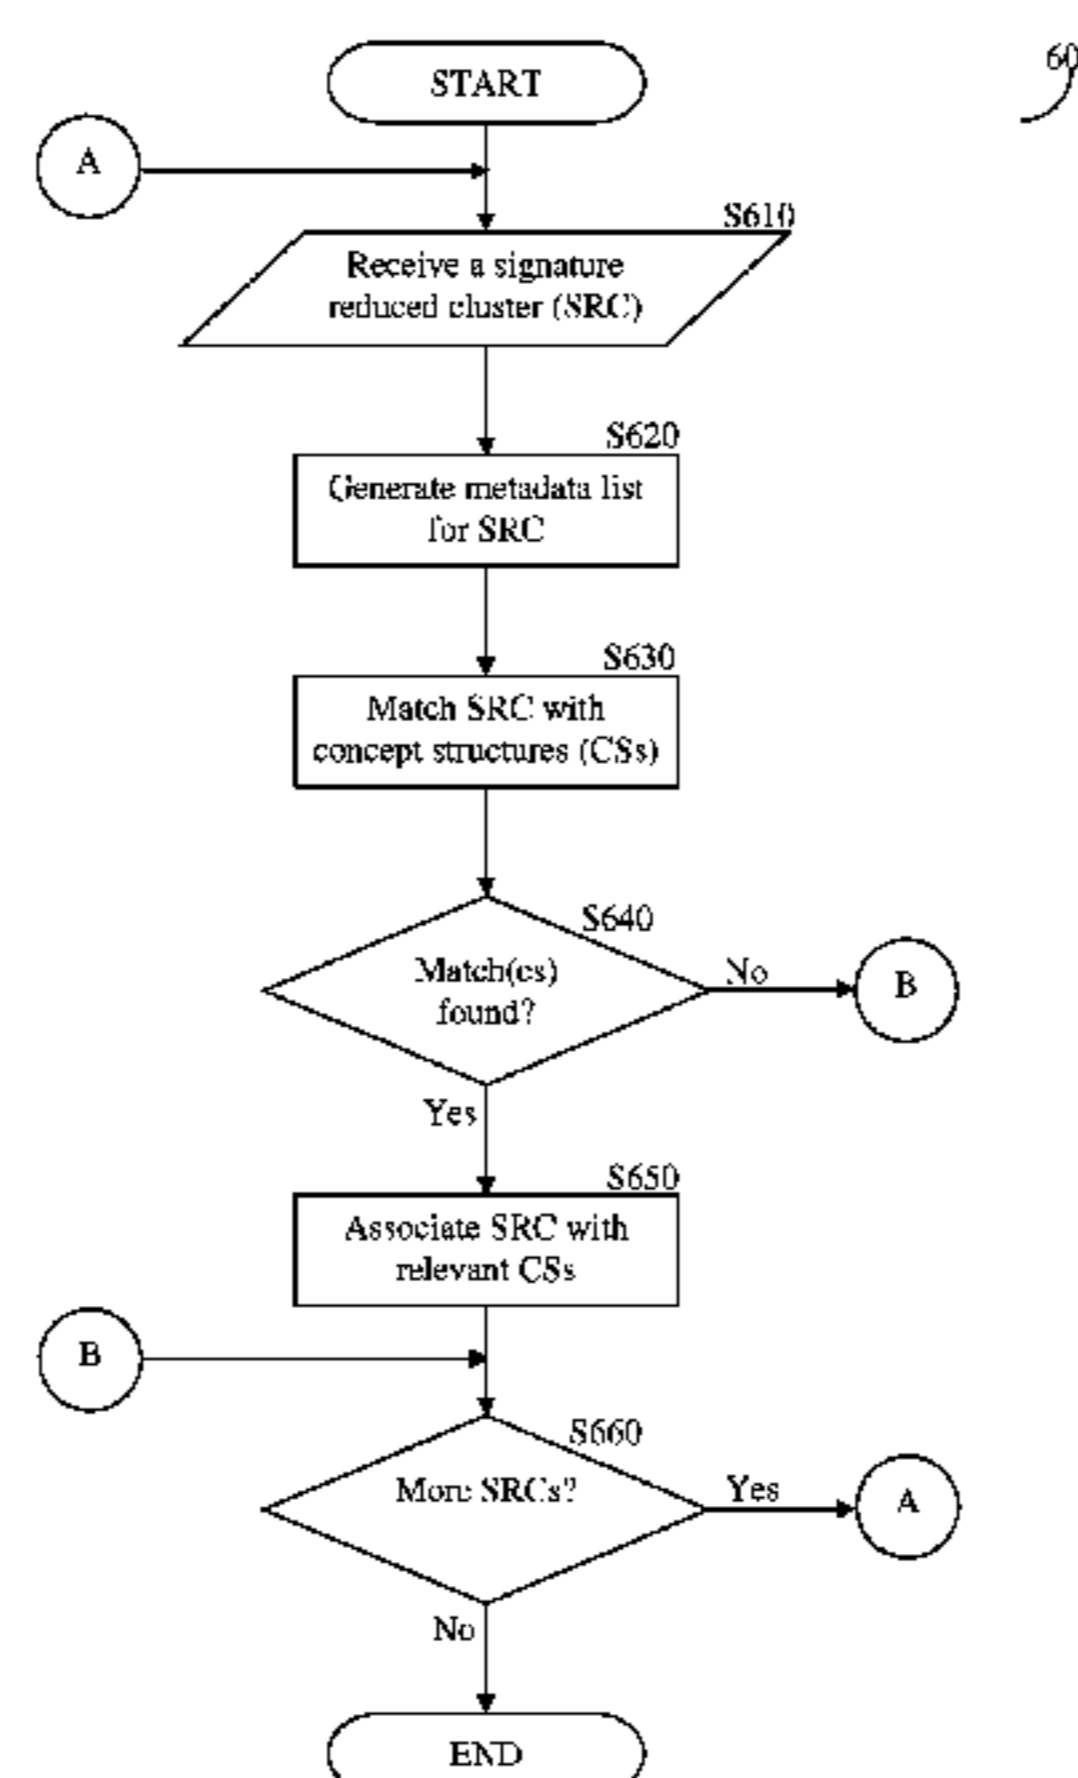 START
60
A
S610
Receive a signature
reduced cluster (SRC)
S620
Generate metadata list
for SRC
S630
Match SRC with
concept structures (CSs)
S640
Match(es)
found?
No
B
Yes
S650
Associate SRC with
relevant CSs
B
S660
More SRCs?
Yes
A
No
END